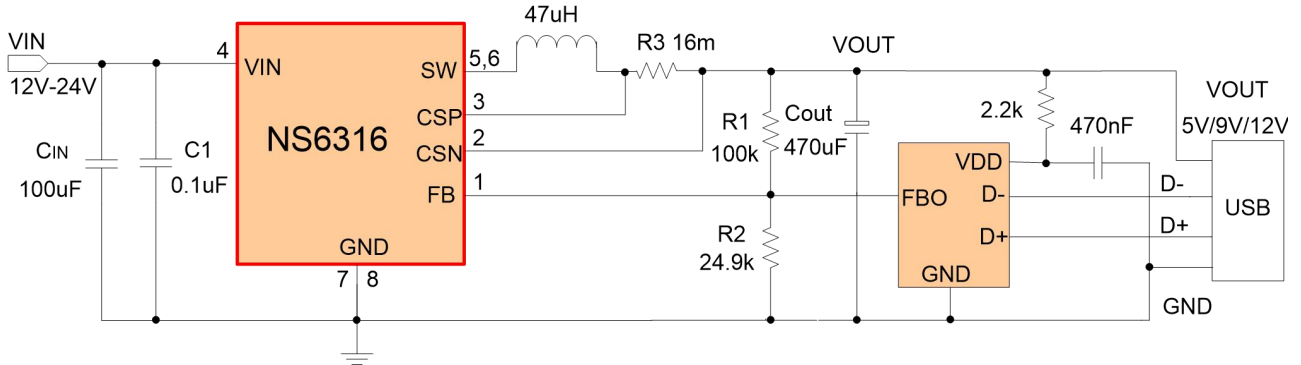 VIN
12V-24V
CIN
100uF
C1
0.1uF
4
VIN
NS6316
SW
CSP
CSN
FB
GND
5,6
3
2
1
7
8
47uH
R3 16m
VOUT
R1
100k
Cout
470uF
R2
24.9k
2.2k
470nF
VDD
FBO
D-
D+
GND
D-
D+
VOUT
5V/9V/12V
USB
GND